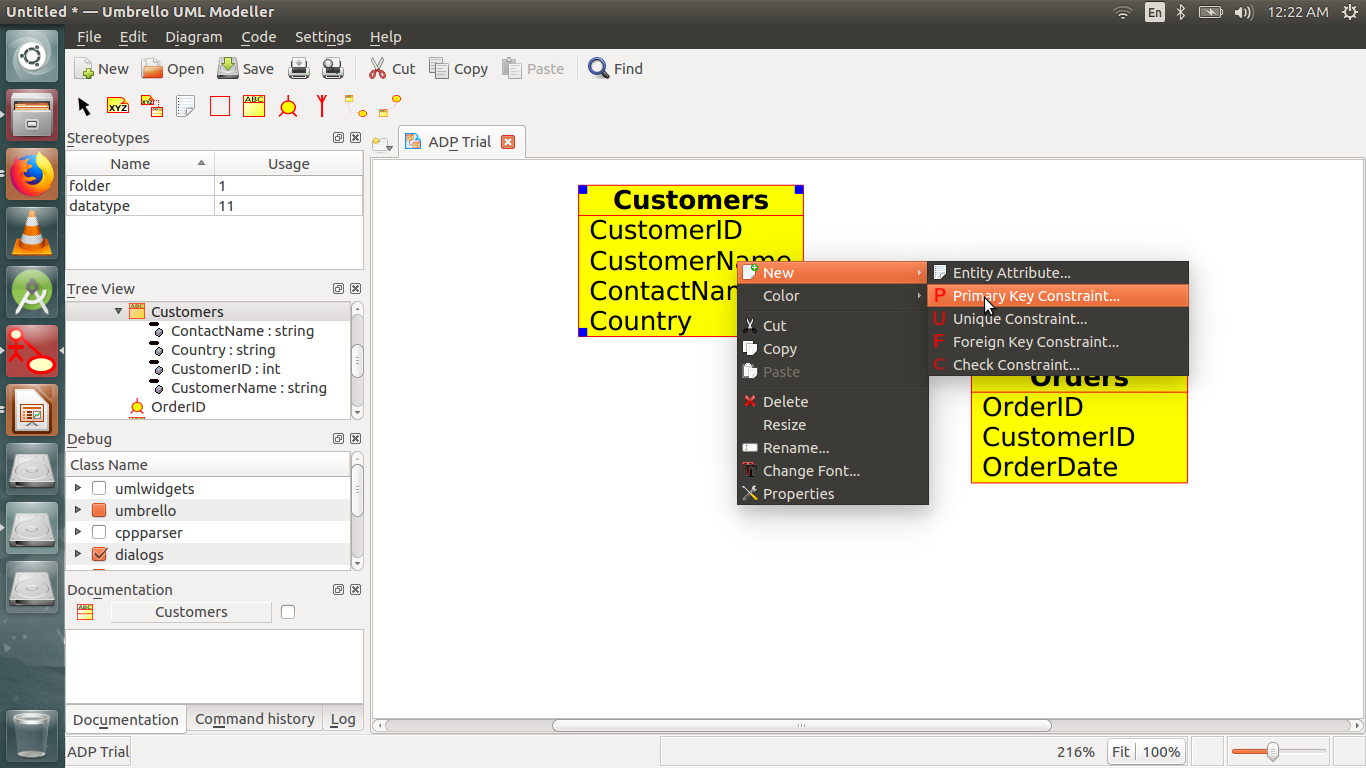 Untitled * — Umbrello UML Modeller
En
12:22 AM
File Edit Diagram Code Settings Help
New Open Save Cut Copy Paste Find
XYZ XYZ ABC
Stereotypes
ADP Trial
Name Usage
folder 1
datatype 11
Customers
CustomerID
CustomerName
ContactNam
Country
New
Color
Cut
Copy
Paste
Delete
Resize
Rename...
Change Font...
Properties
Entity Attribute...
Primary Key Constraint...
Unique Constraint...
Foreign Key Constraint...
Check Constraint...
P
U
F
C
Orders
OrderID
CustomerID
OrderDate
Tree View
Customers
ContactName : string
Country : string
CustomerID : int
CustomerName : string
OrderID
Debug
Class Name
umlwidgets
umbrello
cppparser
dialogs
Documentation
ABC
Customers
Documentation Command history Log
ADP Trial
216% Fit 100%